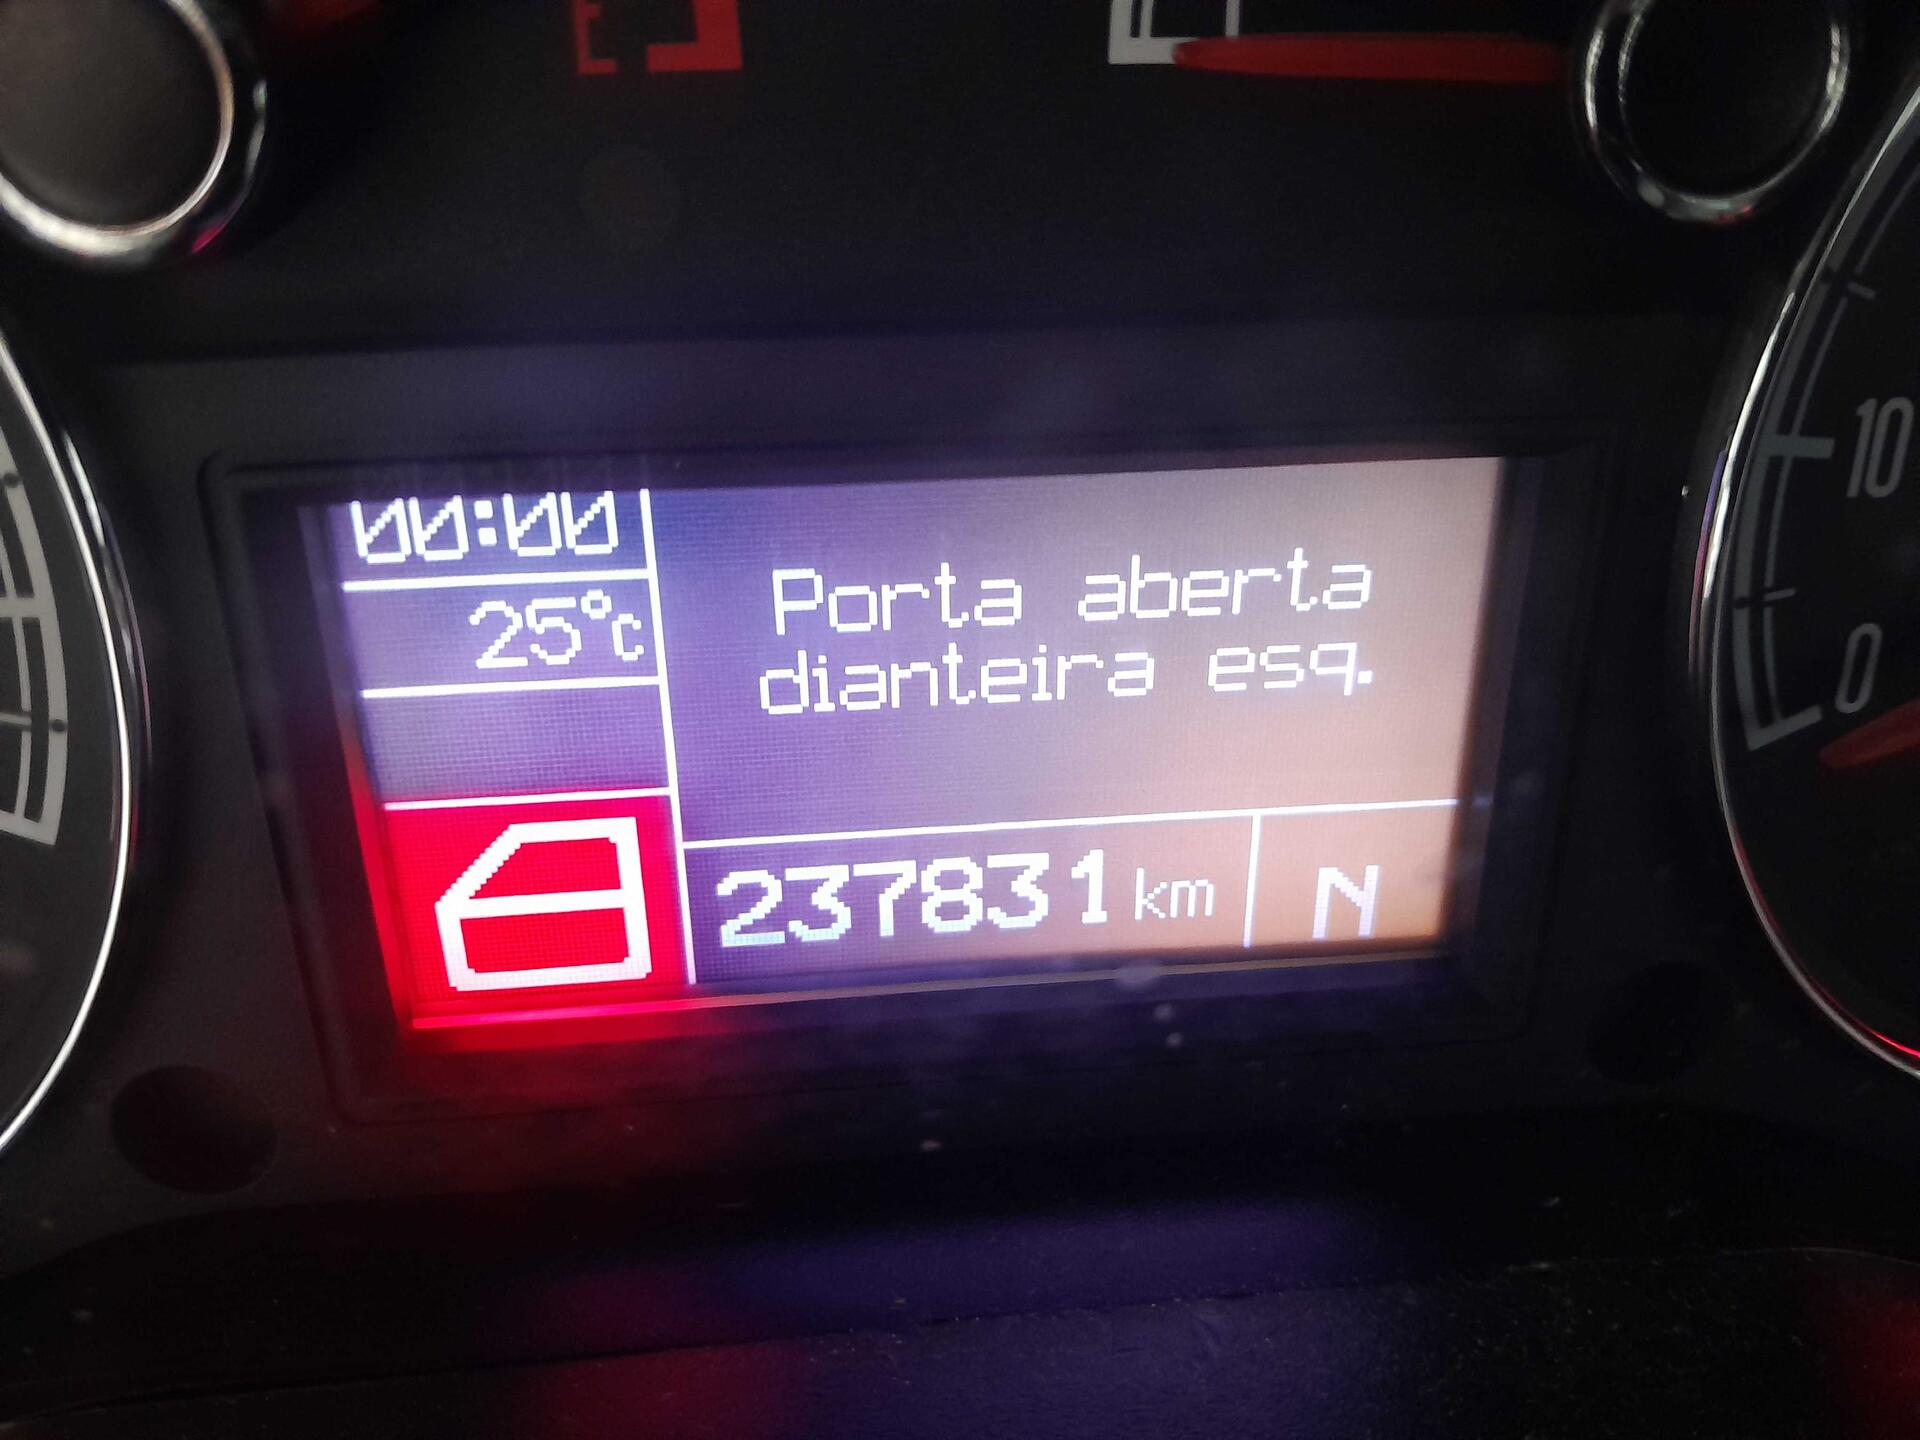 E
00:00
25°C
Porta aberta
dianteira esq.
237831 km
N
10
0